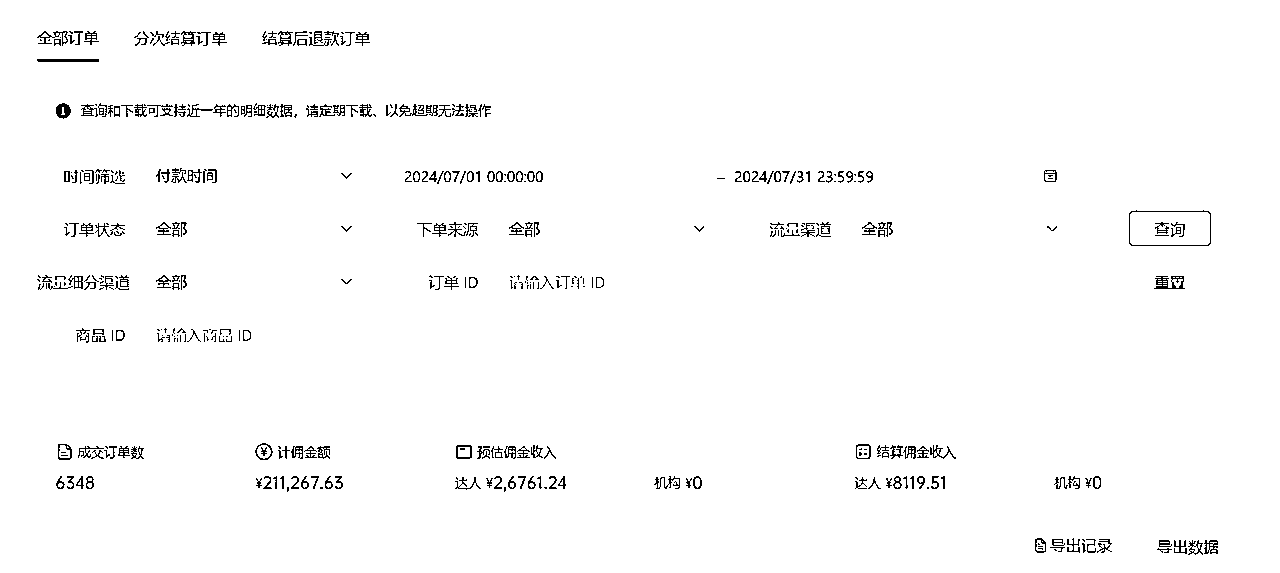 全部订单 分次结算订单 结算后退款订单
查询和下载可支持近一年的明细数据，请定期下载、以免超期无法操作
时间筛选 付款时间 2024/07/01 00:00:00 – 2024/07/31 23:59:59
订单状态 全部 下单来源 全部 流量渠道 全部 查询
流量细分渠道 全部 订单 ID 请输入订单 ID 重置
商品 ID 请输入商品 ID
成交订单数 计佣金额 预估佣金收入 结算佣金收入
6348 ¥211,267.63 达人 ¥2,6761.24 机构 ¥0 达人 ¥8119.51 机构 ¥0
导出记录 导出数据